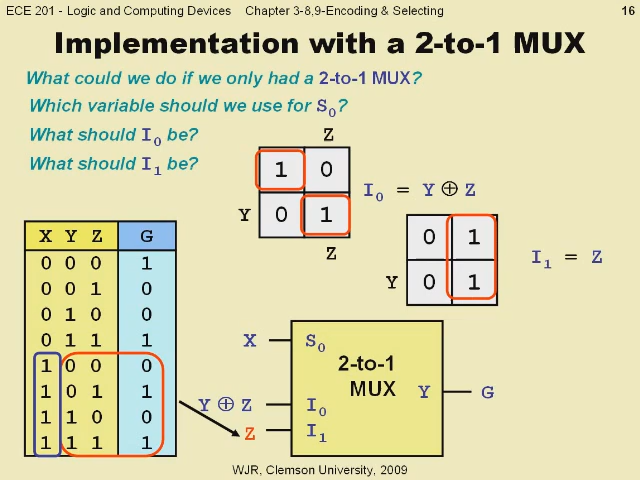 ECE 201 - Logic and Computing Devices Chapter 3-8,9-Encoding & Selecting 16
Implementation with a 2-to-1 MUX
What could we do if we only had a 2-to-1 MUX?
Which variable should we use for S0?
What should I0 be?
What should I1 be?
Z
1 0
Y 0 1
Z
I0 = Y ⊕ Z
0 1
Y 0 1
I1 = Z
X Y Z G
0 0 0 1
0 0 1 0
0 1 0 0
0 1 1 1
1 0 0 0
1 0 1 1
1 1 0 0
1 1 1 1
X S0
2-to-1
MUX Y G
Y ⊕ Z I0
Z I1
WJR, Clemson University, 2009